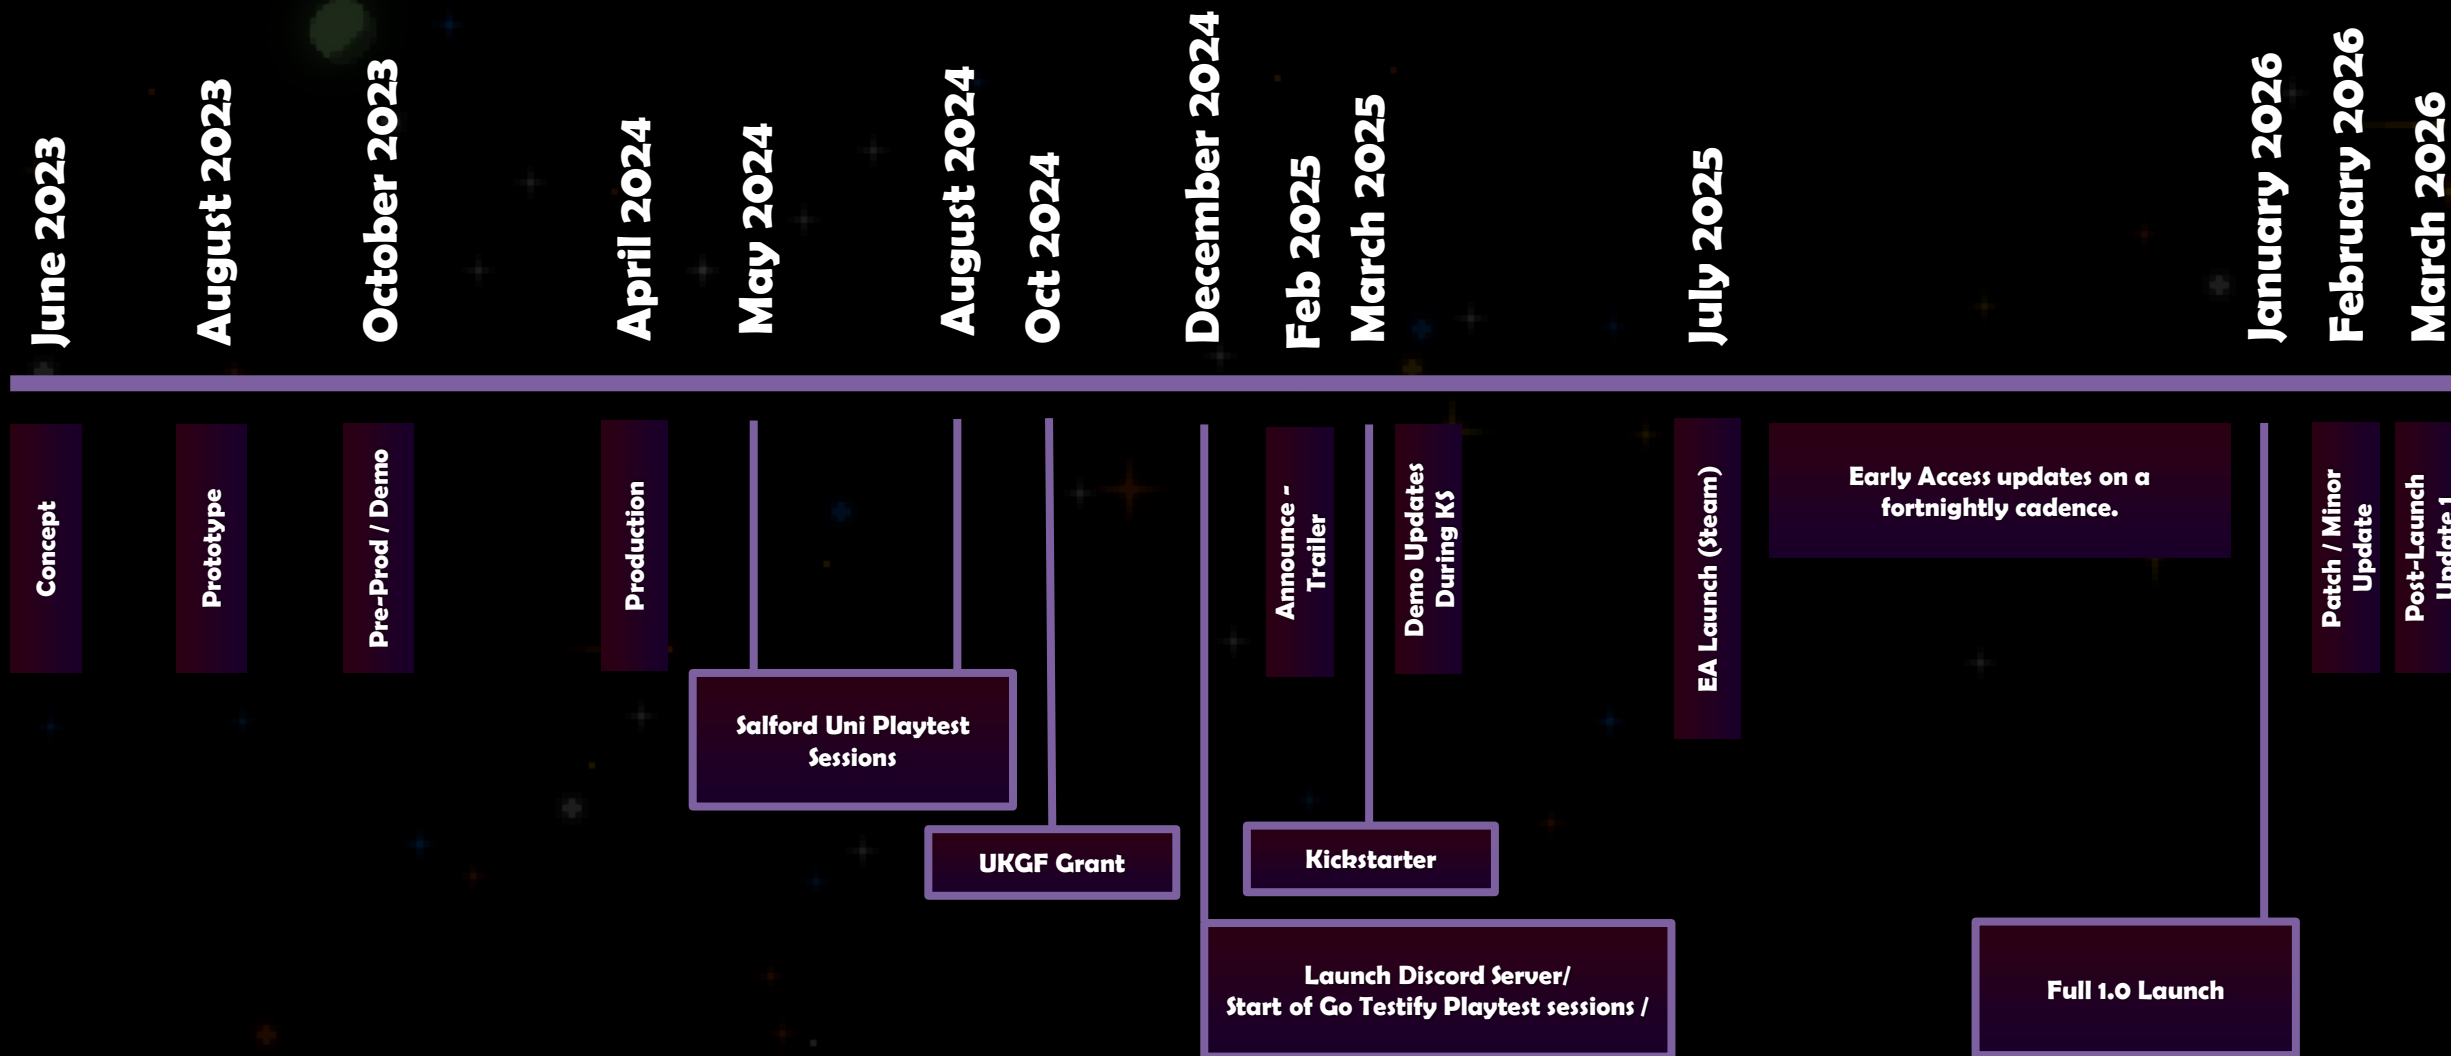 June 2023
August 2023
October 2023
April 2024
May 2024
August 2024
Oct 2024
December 2024
Feb 2025
March 2025
July 2025
January 2026
February 2026
March 2026
Concept
Prototype
Pre-Prod / Demo
Production
Announce -
Trailer
Demo Updates
During KS
EA Launch (Steam)
Early Access updates on a
fortnightly cadence.
Patch / Minor
Update
Post-Launch
Update 1
Salford Uni Playtest
Sessions
UKGF Grant
Kickstarter
Launch Discord Server/
Start of Go Testify Playtest sessions /
Full 1.0 Launch